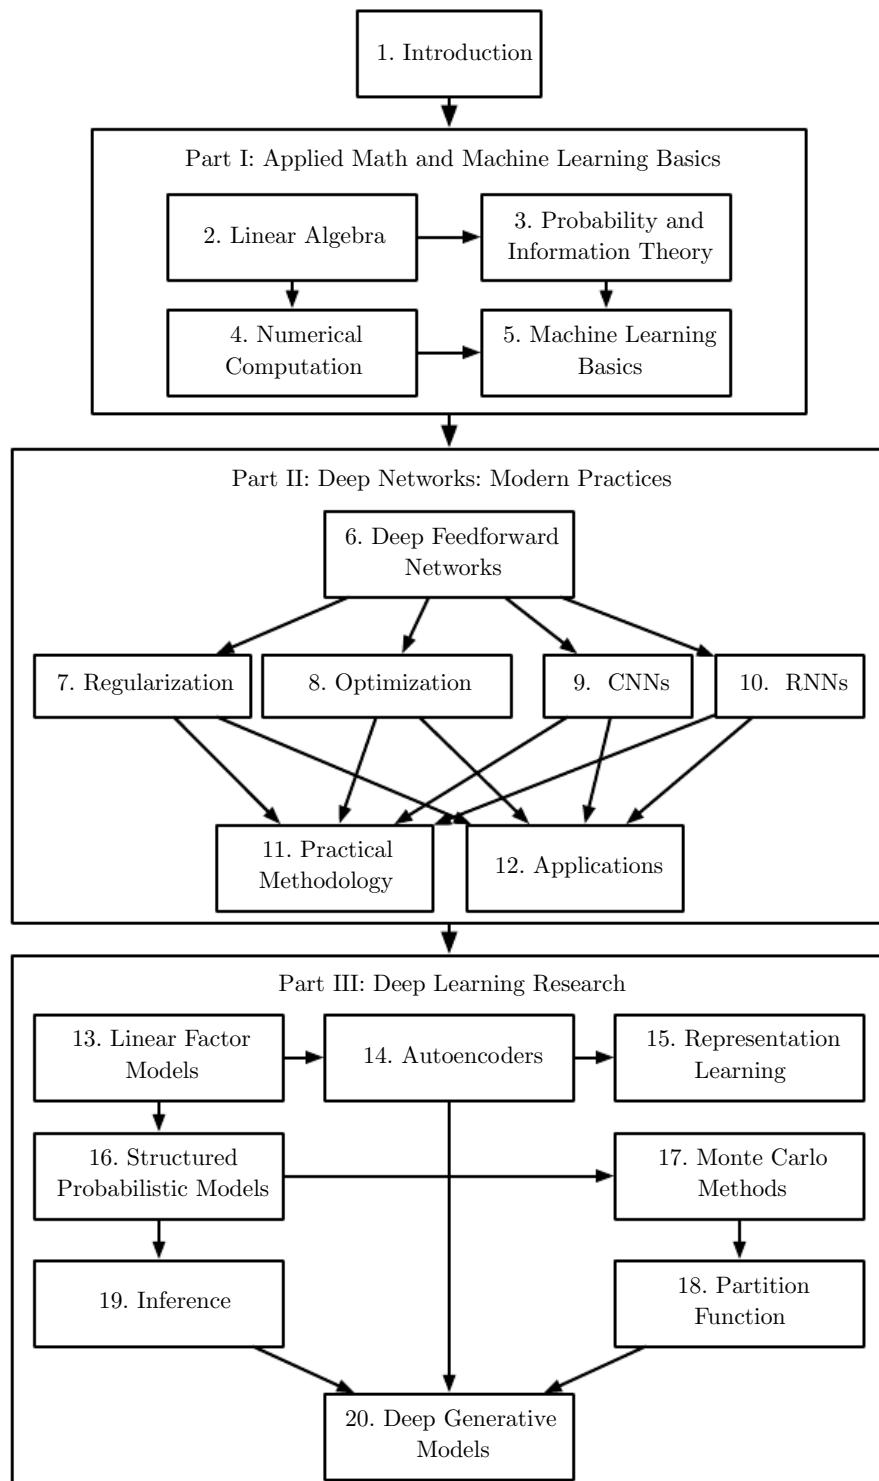 1. Introduction
Part I: Applied Math and Machine Learning Basics
2. Linear Algebra
3. Probability and
Information Theory
4. Numerical
Computation
5. Machine Learning
Basics
Part II: Deep Networks: Modern Practices
6. Deep Feedforward
Networks
7. Regularization
8. Optimization
9. CNNs
10. RNNs
11. Practical
Methodology
12. Applications
Part III: Deep Learning Research
13. Linear Factor
Models
14. Autoencoders
15. Representation
Learning
16. Structured
Probabilistic Models
17. Monte Carlo
Methods
19. Inference
18. Partition
Function
20. Deep Generative
Models